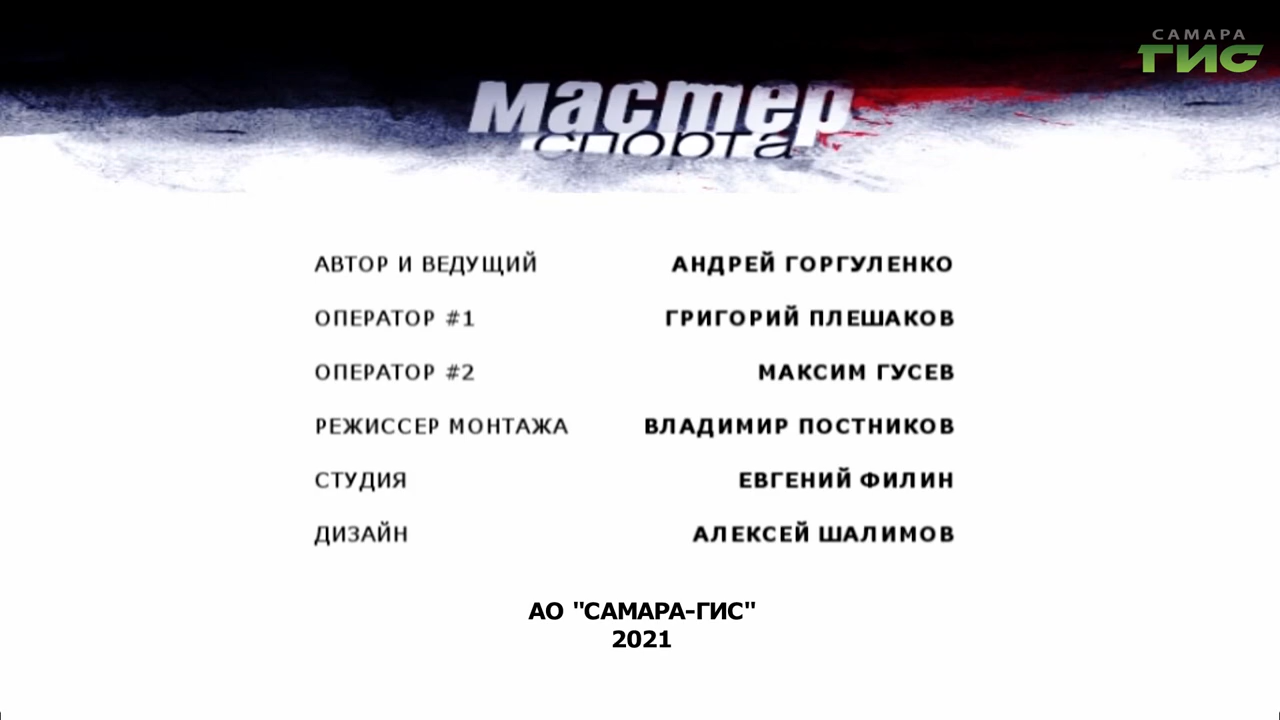 САМАРА
ГИС
мастер
спорта
АВТОР И ВЕДУЩИЙ АНДРЕЙ ГОРГУЛЕНКО
ОПЕРАТОР #1 ГРИГОРИЙ ПЛЕШАКОВ
ОПЕРАТОР #2 МАКСИМ ГУСЕВ
РЕЖИССЕР МОНТАЖА ВЛАДИМИР ПОСТНИКОВ
СТУДИЯ ЕВГЕНИЙ ФИЛИН
ДИЗАЙН АЛЕКСЕЙ ШАЛИМОВ
АО "САМАРА-ГИС"
2021